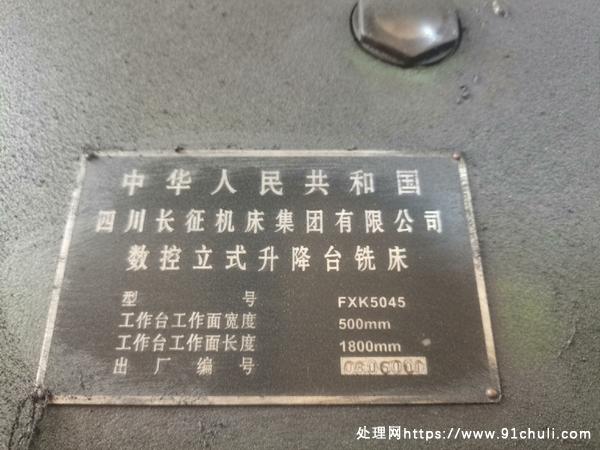 中华人民共和国
四川长征机床集团有限公司
数控立式升降台铣床
型号 FXK5045
工作台工作面宽度 500mm
工作台工作面长度 1800mm
出厂编号
处理网https://www.91chuli.com/